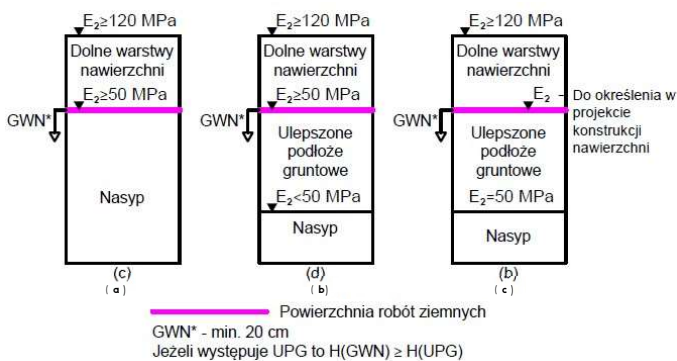 E₂≥120 MPa
Dolne warstwy
nawierzchni
E₂≥50 MPa
GWN*
Nasyp
(c)
( a )
E₂≥120 MPa
Dolne warstwy
nawierzchni
E₂≥50 MPa
GWN*
Ulepszone
podłoże
gruntowe
E₂<50 MPa
Nasyp
(d)
( b )
E₂≥120 MPa
Dolne warstwy
nawierzchni
E₂ - Do określenia w
projekcie
konstrukcji
nawierzchni
GWN*
Ulepszone
podłoże
gruntowe
E₂=50 MPa
Nasyp
(b)
( c )
Powierzchnia robót ziemnych
GWN* - min. 20 cm
Jeżeli występuje UPG to H(GWN) ≥ H(UPG)